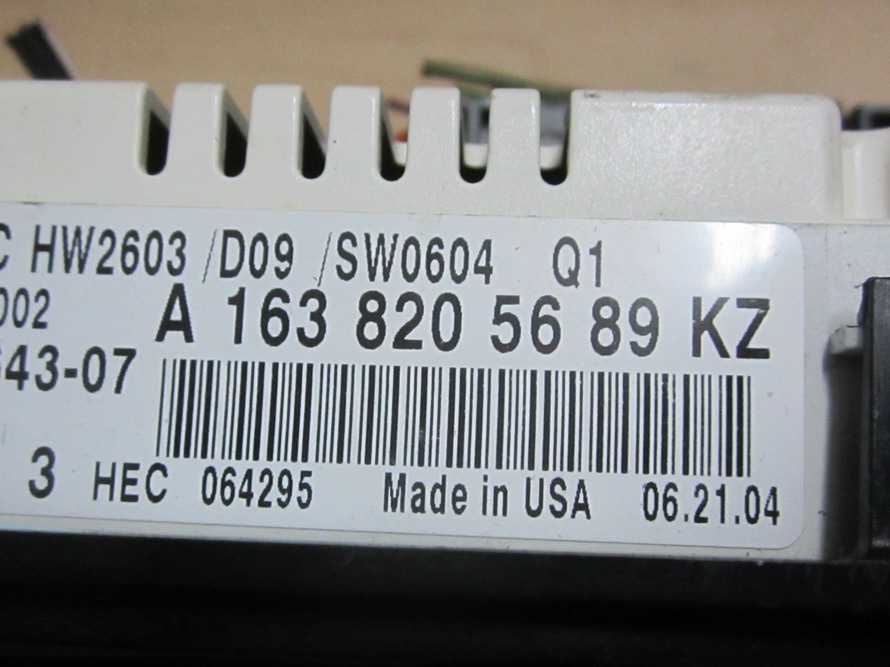 C HW2603 /D09 /SW0604 Q1
002 A 163 820 56 89 KZ
643-07
3 HEC 064295 Made in USA 06.21.04